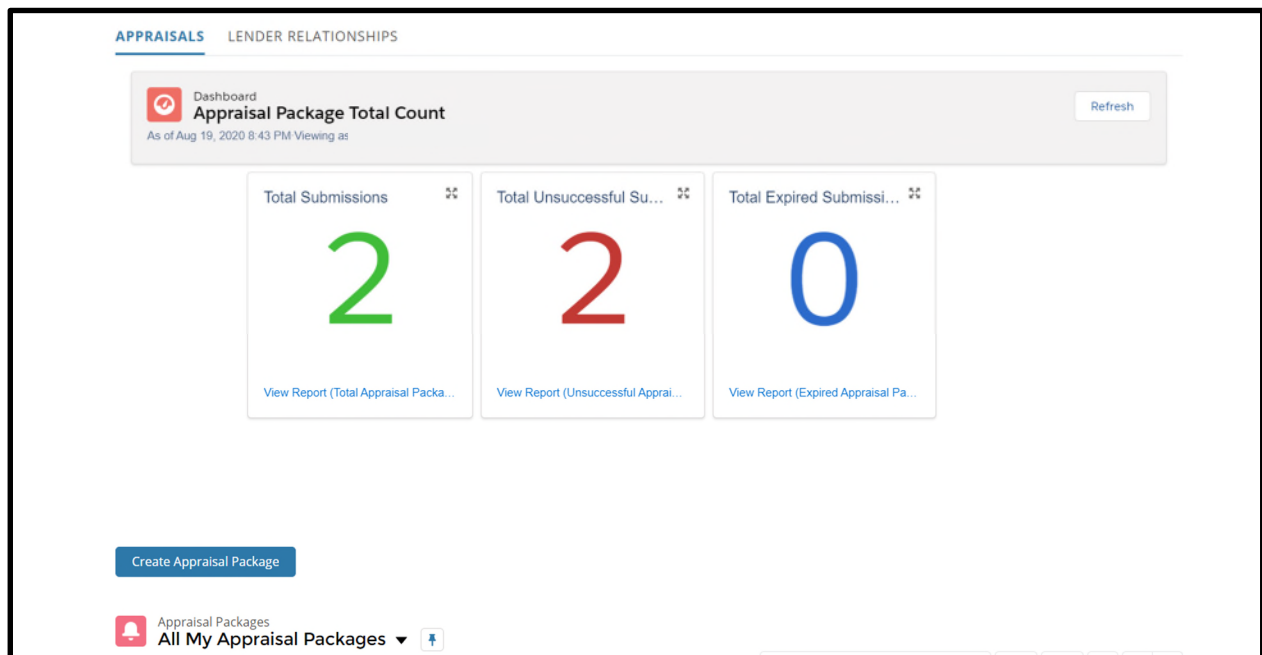 APPRAISALS LENDER RELATIONSHIPS
Dashboard
Appraisal Package Total Count
As of Aug 19, 2020 8:43 PM·Viewing as
Refresh
Total Submissions
2
View Report (Total Appraisal Packa...
Total Unsuccessful Su...
2
View Report (Unsuccessful Apprai...
Total Expired Submissi...
0
View Report (Expired Appraisal Pa...
Create Appraisal Package
Appraisal Packages
All My Appraisal Packages